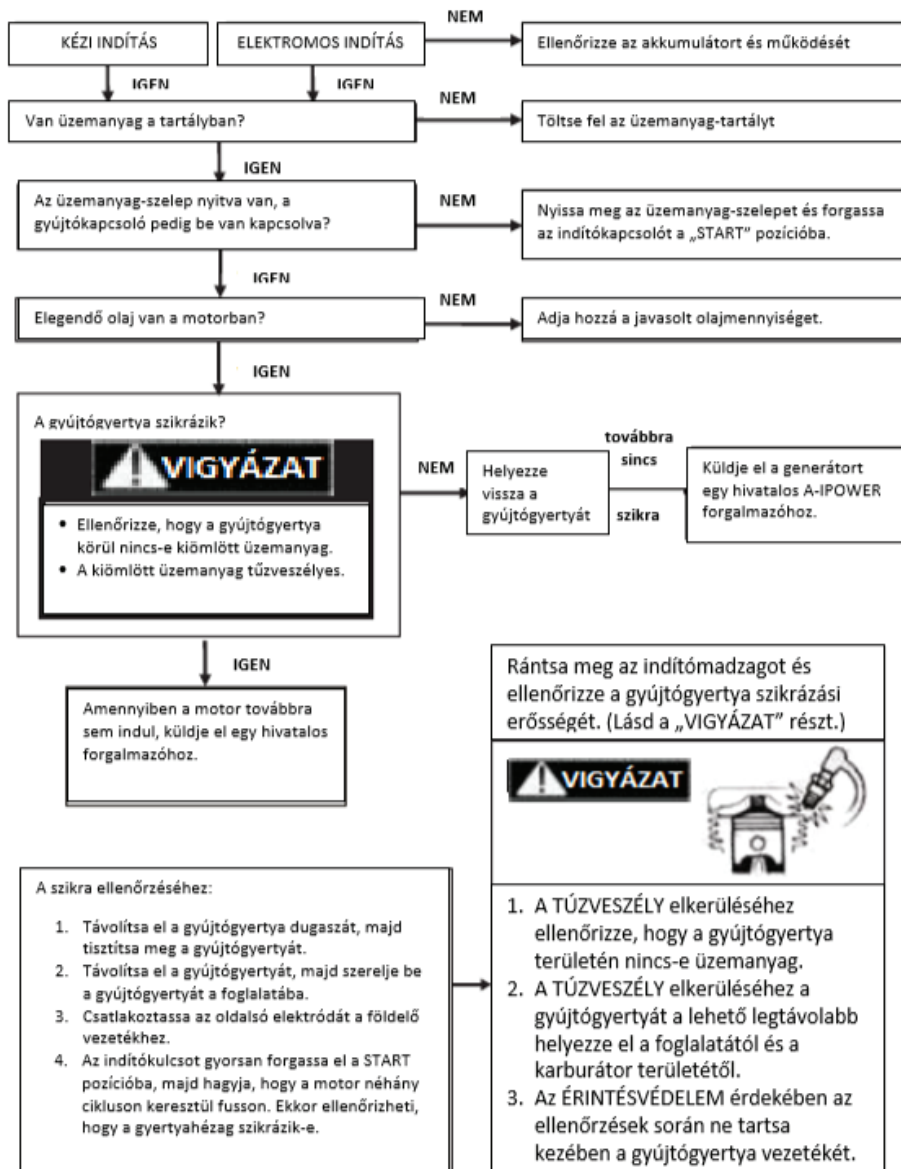 KÉZI INDÍTÁS
ELEKTROMOS INDÍTÁS
NEM
Ellenőrizze az akkumulátort és működését
IGEN
IGEN
Van üzemanyag a tartályban?
NEM
Töltse fel az üzemanyag-tartályt
IGEN
Az üzemanyag-szelep nyitva van, a
gyújtókapcsoló pedig be van kapcsolva?
NEM
Nyissa meg az üzemanyag-szelepet és forgassa
az indítókapcsolót a „START” pozícióba.
IGEN
Elegendő olaj van a motorban?
NEM
Adja hozzá a javasolt olajmennyiséget.
IGEN
A gyújtógyertya szikrázik?
VIGYÁZAT
• Ellenőrizze, hogy a gyújtógyertya
körül nincs-e kiömlött üzemanyag.
• A kiömlött üzemanyag tűzveszélyes.
NEM
Helyezze
vissza a
gyújtógyertyát
továbbra
sincs
szikra
Küldje el a generátort
egy hivatalos A-IPOWER
forgalmazóhoz.
IGEN
Amennyiben a motor továbbra
sem indul, küldje el egy hivatalos
forgalmazóhoz.
A szikra ellenőrzéséhez:
1. Távolítsa el a gyújtógyertya dugaszát, majd
tisztítsa meg a gyújtógyertyát.
2. Távolítsa el a gyújtógyertyát, majd szerelje be
a gyújtógyertyát a foglalatába.
3. Csatlakoztassa az oldalsó elektródát a földelő
vezetékhez.
4. Az indítókulcsot gyorsan forgassa el a START
pozícióba, majd hagyja, hogy a motor néhány
cikluson keresztül fusson. Ekkor ellenőrizheti,
hogy a gyertyahézag szikrázik-e.
Rántsa meg az indítómadzagot és
ellenőrizze a gyújtógyertya szikrázási
erősségét. (Lásd a „VIGYÁZAT” részt.)
VIGYÁZAT
1. A TÚZVESZÉLY elkerüléséhez
ellenőrizze, hogy a gyújtógyertya
területén nincs-e üzemanyag.
2. A TÚZVESZÉLY elkerüléséhez a
gyújtógyertyát a lehető legtávolabb
helyezze el a foglalatától és a
karburátor területétől.
3. Az ÉRINTÉSVÉDELEM érdekében az
ellenőrzések során ne tartsa
kezében a gyújtógyertya vezetékét.